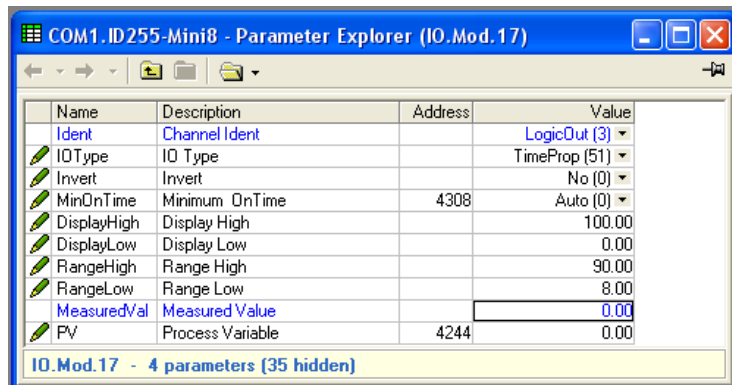 COM1.ID255-Mini8 - Parameter Explorer (IO.Mod.17)
Name Description Address Value
Ident Channel Ident LogicOut (3)
IOType IO Type TimeProp (51)
Invert Invert No (0)
MinOnTime Minimum OnTime 4308 Auto (0)
DisplayHigh Display High 100.00
DisplayLow Display Low 0.00
RangeHigh Range High 90.00
RangeLow Range Low 8.00
MeasuredVal Measured Value 0.00
PV Process Variable 4244 0.00
IO.Mod.17 - 4 parameters (35 hidden)